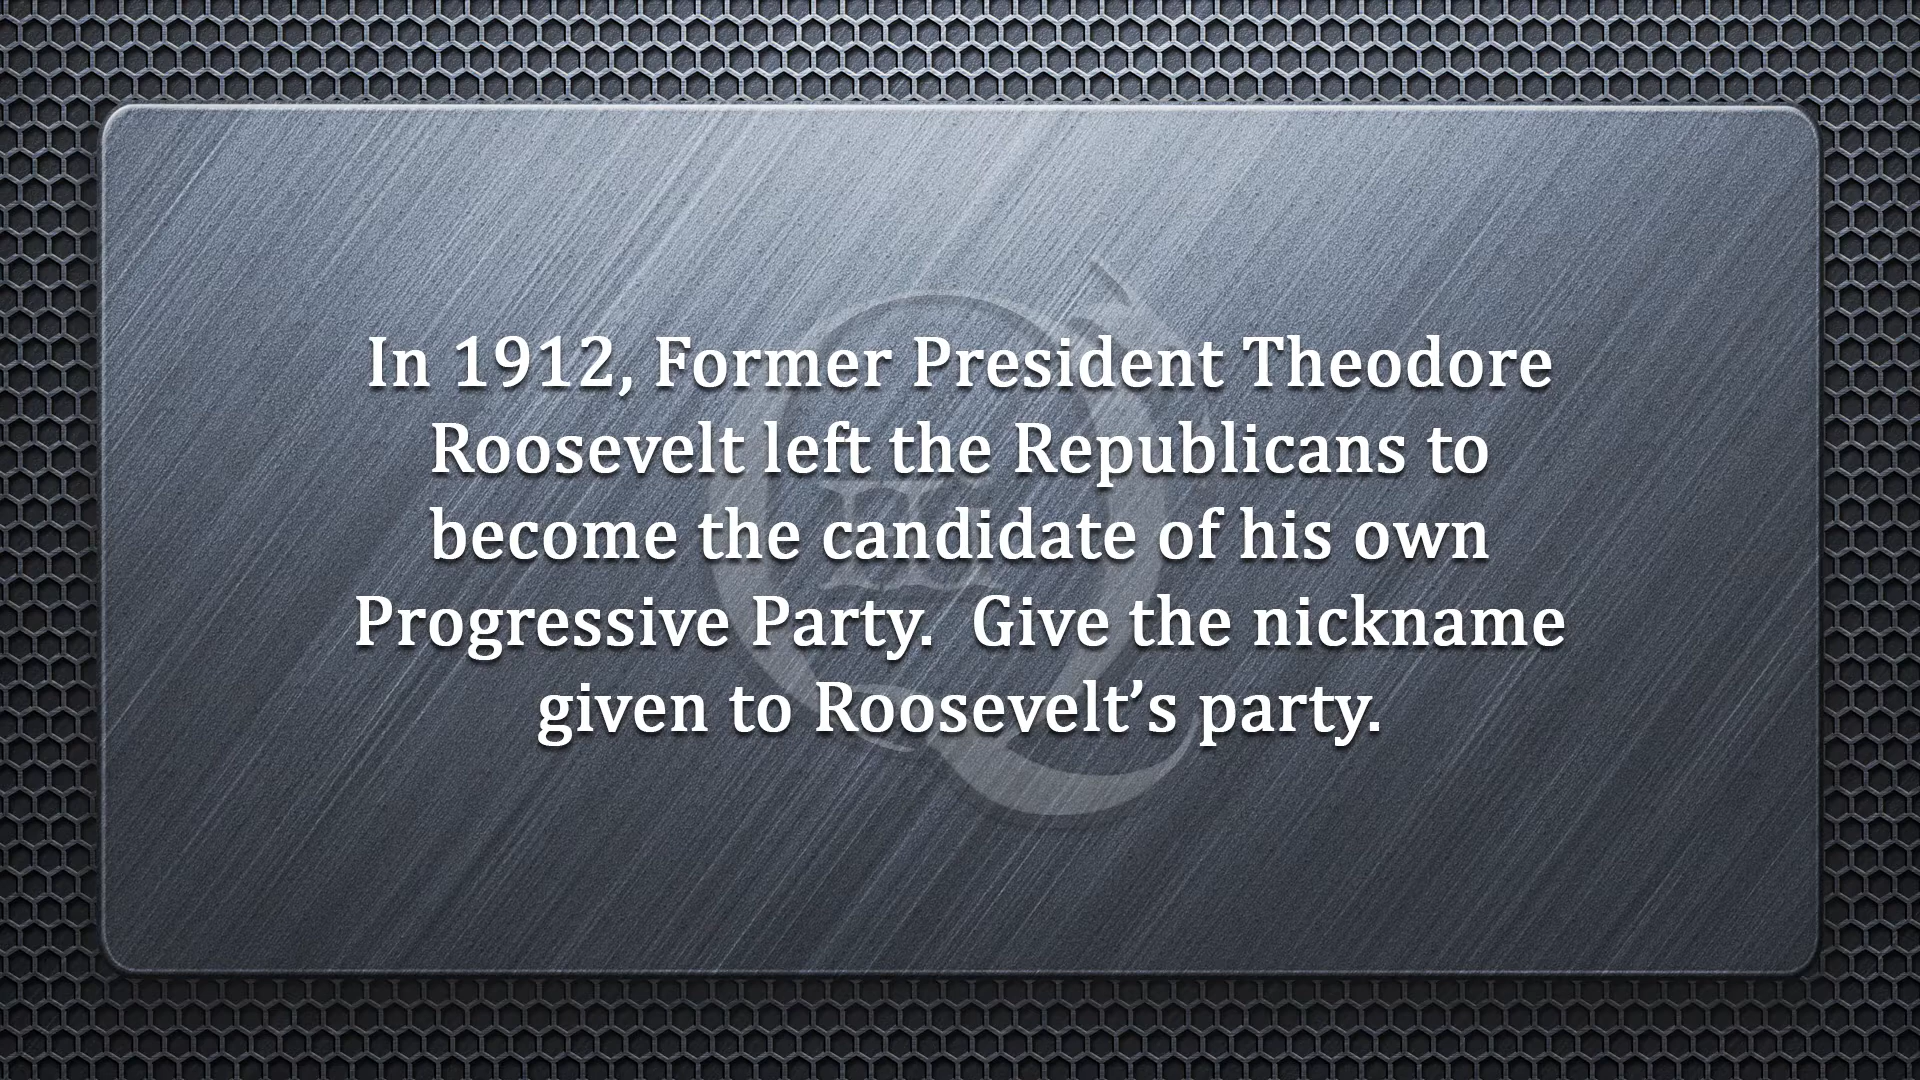 In 1912, Former President Theodore
Roosevelt left the Republicans to
become the candidate of his own
Progressive Party.  Give the nickname
given to Roosevelt’s party.